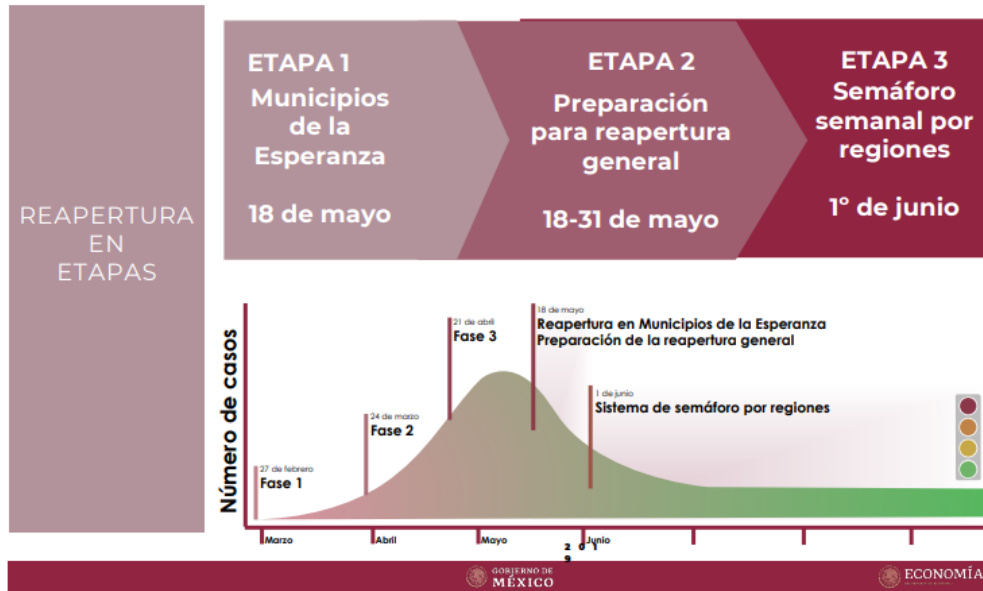 REAPERTURA
EN
ETAPAS
ETAPA 1
Municipios
de la
Esperanza
18 de mayo
ETAPA 2
Preparación
para reapertura
general
18-31 de mayo
ETAPA 3
Semáforo
semanal por
regiones
1º de junio
Número de casos
27 de febrero
Fase 1
24 de marzo
Fase 2
21 de abril
Fase 3
18 de mayo
Reapertura en Municipios de la Esperanza
Preparación de la reapertura general
1 de junio
Sistema de semáforo por regiones
Marzo
Abril
Mayo
Junio
2 0 1
9
GOBIERNO DE
MÉXICO
ECONOMÍA